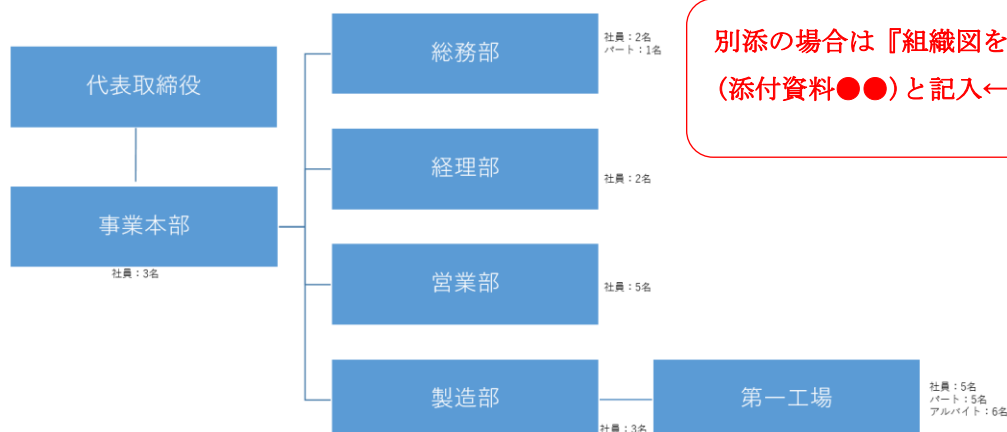 代表取締役
事業本部
社員：3名
総務部
社員：2名
パート：1名
経理部
社員：2名
営業部
社員：5名
製造部
社員：3名
第一工場
社員：5名
パート：5名
アルバイト：6名
別添の場合は『組織図を
(添付資料●●)と記入←